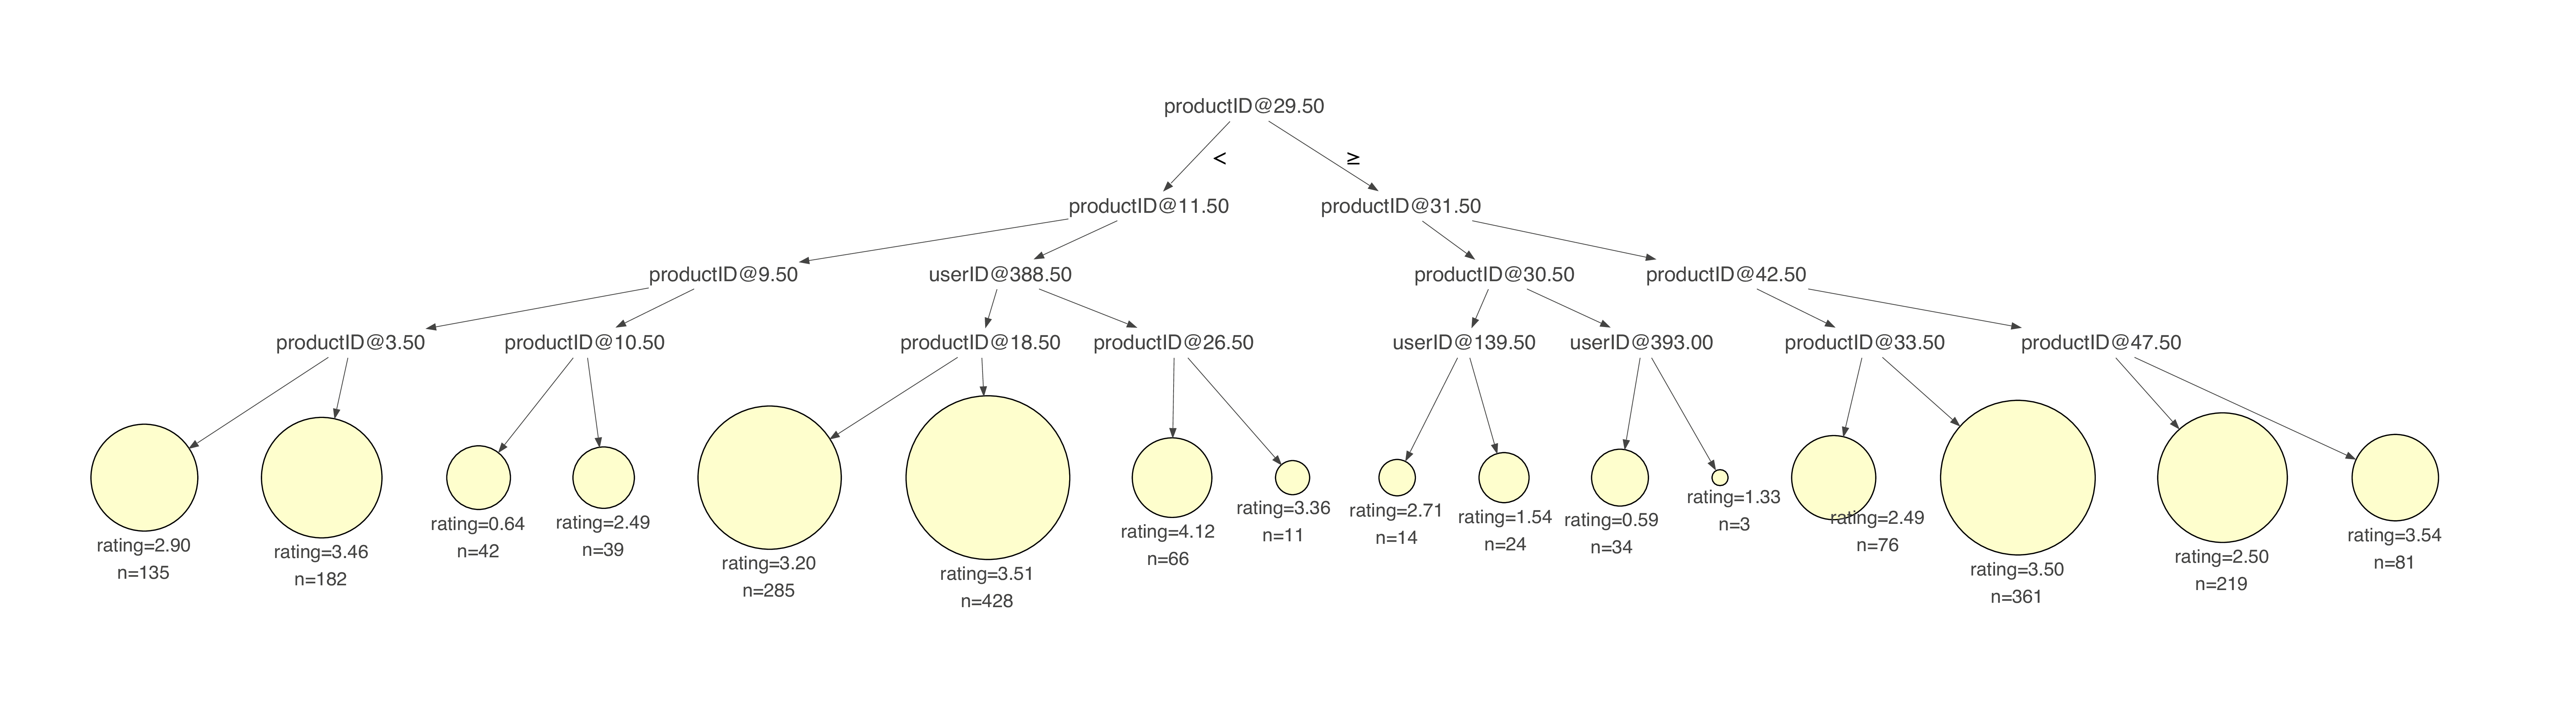 productID@29.50
<
≥
productID@11.50
productID@31.50
productID@9.50
userID@388.50
productID@30.50
productID@42.50
productID@3.50
productID@10.50
productID@18.50
productID@26.50
userID@139.50
userID@393.00
productID@33.50
productID@47.50
rating=2.90
n=135
rating=3.46
n=182
rating=0.64
n=42
rating=2.49
n=39
rating=3.20
n=285
rating=3.51
n=428
rating=4.12
n=66
rating=3.36
n=11
rating=2.71
n=14
rating=1.54
n=24
rating=0.59
n=34
rating=1.33
n=3
rating=2.49
n=76
rating=3.50
n=361
rating=2.50
n=219
rating=3.54
n=81